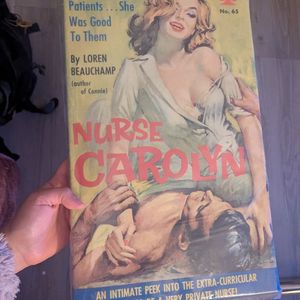 Patients...She
Was Good
To Them
No. 65
By LOREN
BEAUCHAMP
(author
of Connie)
NURSE
CAROLYN
AN INTIMATE PEEK INTO THE EXTRA-CURRICULAR
OF A VERY PRIVATE NURSE!